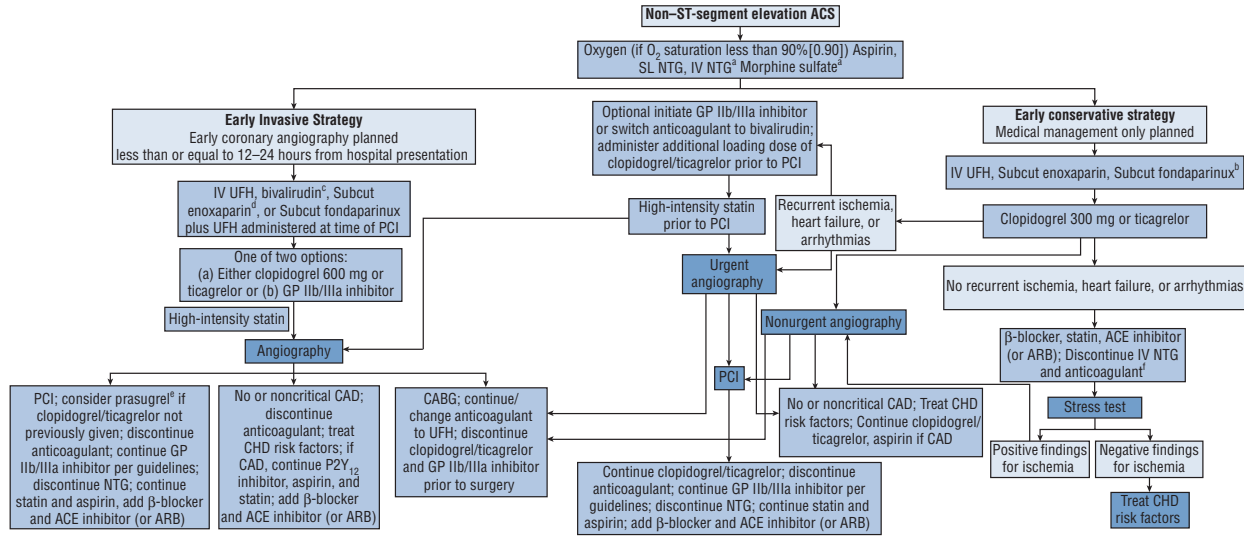 Non–ST-segment elevation ACS
Oxygen (if O2 saturation less than 90%[0.90]) Aspirin,
SL NTG, IV NTGa Morphine sulfatea
Early Invasive Strategy
Early coronary angiography planned
less than or equal to 12–24 hours from hospital presentation
IV UFH, bivalirudinc, Subcut
enoxaparind, or Subcut fondaparinux
plus UFH administered at time of PCI
One of two options:
(a) Either clopidogrel 600 mg or
ticagrelor or (b) GP IIb/IIIa inhibitor
High-intensity statin
Angiography
PCI; consider prasugrele if
clopidogrel/ticagrelor not
previously given; discontinue
anticoagulant; continue GP
IIb/IIIa inhibitor per guidelines;
discontinue NTG; continue
statin and aspirin, add β-blocker
and ACE inhibitor (or ARB)
No or noncritical CAD;
discontinue
anticoagulant; treat
CHD risk factors; if
CAD, continue P2Y12
inhibitor, aspirin, and
statin; add β-blocker
and ACE inhibitor (or ARB)
CABG; continue/
change anticoagulant
to UFH; discontinue
clopidogrel/ticagrelor
and GP IIb/IIIa inhibitor
prior to surgery
Optional initiate GP IIb/IIIa inhibitor
or switch anticoagulant to bivalirudin;
administer additional loading dose of
clopidogrel/ticagrelor prior to PCI
High-intensity statin
prior to PCI
Urgent
angiography
Recurrent ischemia,
heart failure, or
arrhythmias
Nonurgent angiography
PCI
No or noncritical CAD; Treat CHD
risk factors; Continue clopidogrel/
ticagrelor, aspirin if CAD
Continue clopidogrel/ticagrelor; discontinue
anticoagulant; continue GP IIb/IIIa inhibitor per
guidelines; discontinue NTG; continue statin and
aspirin; add β-blocker and ACE inhibitor (or ARB)
Early conservative strategy
Medical management only planned
IV UFH, Subcut enoxaparin, Subcut fondaparinuxb
Clopidogrel 300 mg or ticagrelor
No recurrent ischemia, heart failure, or arrhythmias
β-blocker, statin, ACE inhibitor
(or ARB); Discontinue IV NTG
and anticoagulantf
Stress test
Positive findings
for ischemia
Negative findings
for ischemia
Treat CHD
risk factors